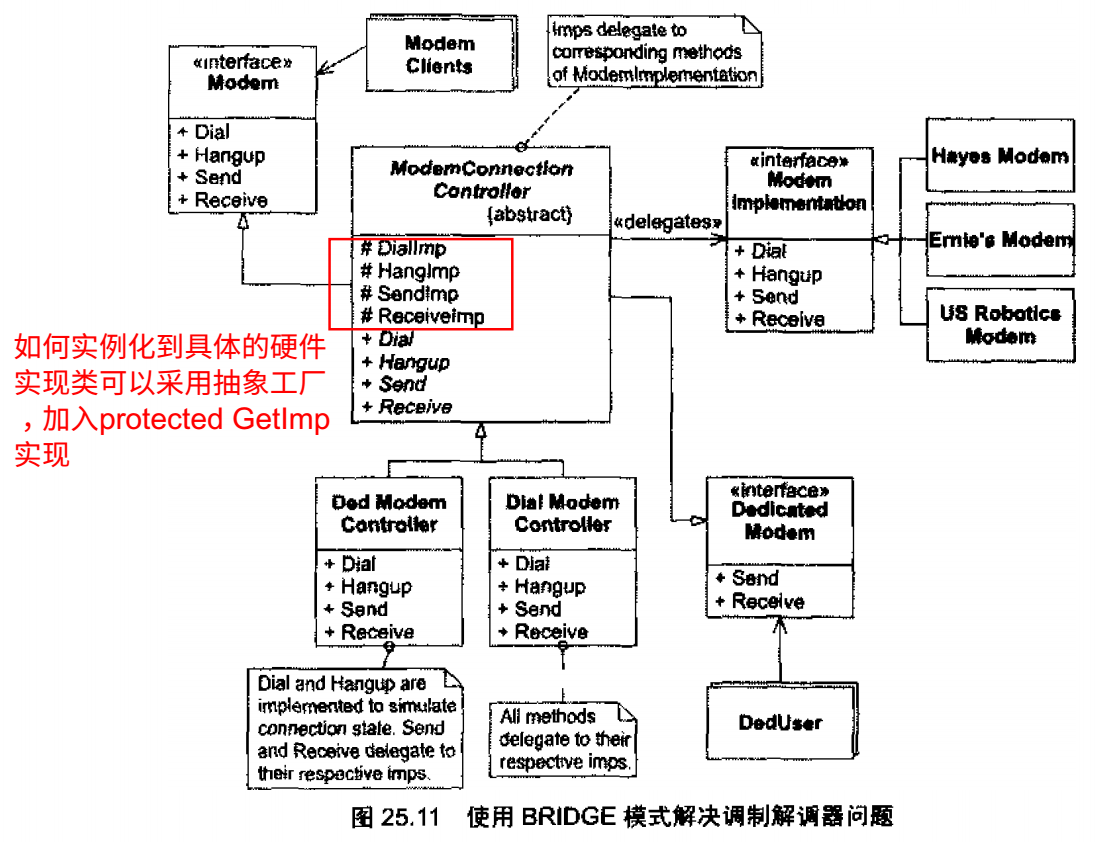 Modem
Clients
Imps delegate to
corresponding methods
of ModemImplementation
«interface»
Modem
+ Dial
+ Hangup
+ Send
+ Receive
ModemConnection
Controller
{abstract}
# DialImp
# HangImp
# SendImp
# ReceiveImp
+ Dial
+ Hangup
+ Send
+ Receive
«delegates»
«interface»
Modem
Implementation
+ Dial
+ Hangup
+ Send
+ Receive
Hayes Modem
Ernie's Modem
US Robotics
Modem
如何实例化到具体的硬件
实现类可以采用抽象工厂
，加入protected GetImp
实现
Ded Modem
Controller
+ Dial
+ Hangup
+ Send
+ Receive
Dial Modem
Controller
+ Dial
+ Hangup
+ Send
+ Receive
«interface»
Dedicated
Modem
+ Send
+ Receive
Dial and Hangup are
implemented to simulate
connection state. Send
and Receive delegate to
their respective imps.
All methods
delegate to their
respective imps.
DedUser
图 25.11 使用 BRIDGE 模式解决调制解调器问题